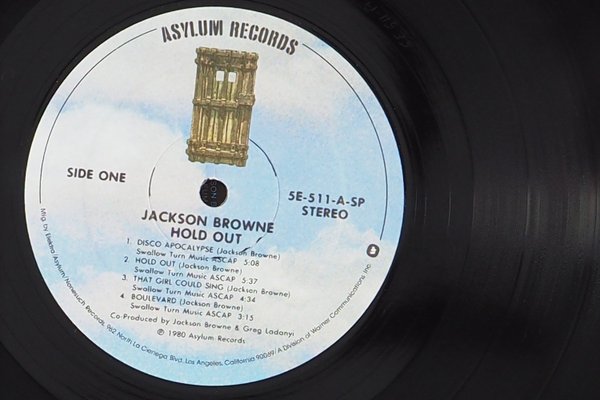 ASYLUM RECORDS
SIDE ONE
5E-511-A-SP
STEREO
JACKSON BROWNE
HOLD OUT
1. DISCO APOCALYPSE (Jackson Browne)
Swallow Turn Music ASCAP 5:08
2. HOLD OUT (Jackson Browne)
Swallow Turn Music ASCAP 5:37
3. THAT GIRL COULD SING (Jackson Browne)
Swallow Turn Music ASCAP 4:34
4. BOULEVARD (Jackson Browne)
Swallow Turn Music ASCAP 3:15
Co-Produced by Jackson Browne & Greg Ladanyi
℗ 1980 Asylum Records
Mfg. by Elektra/Asylum/Nonesuch Records, 962 North La Cienega Blvd. Los Angeles, California 90069/A Division of Warner Communications Inc.